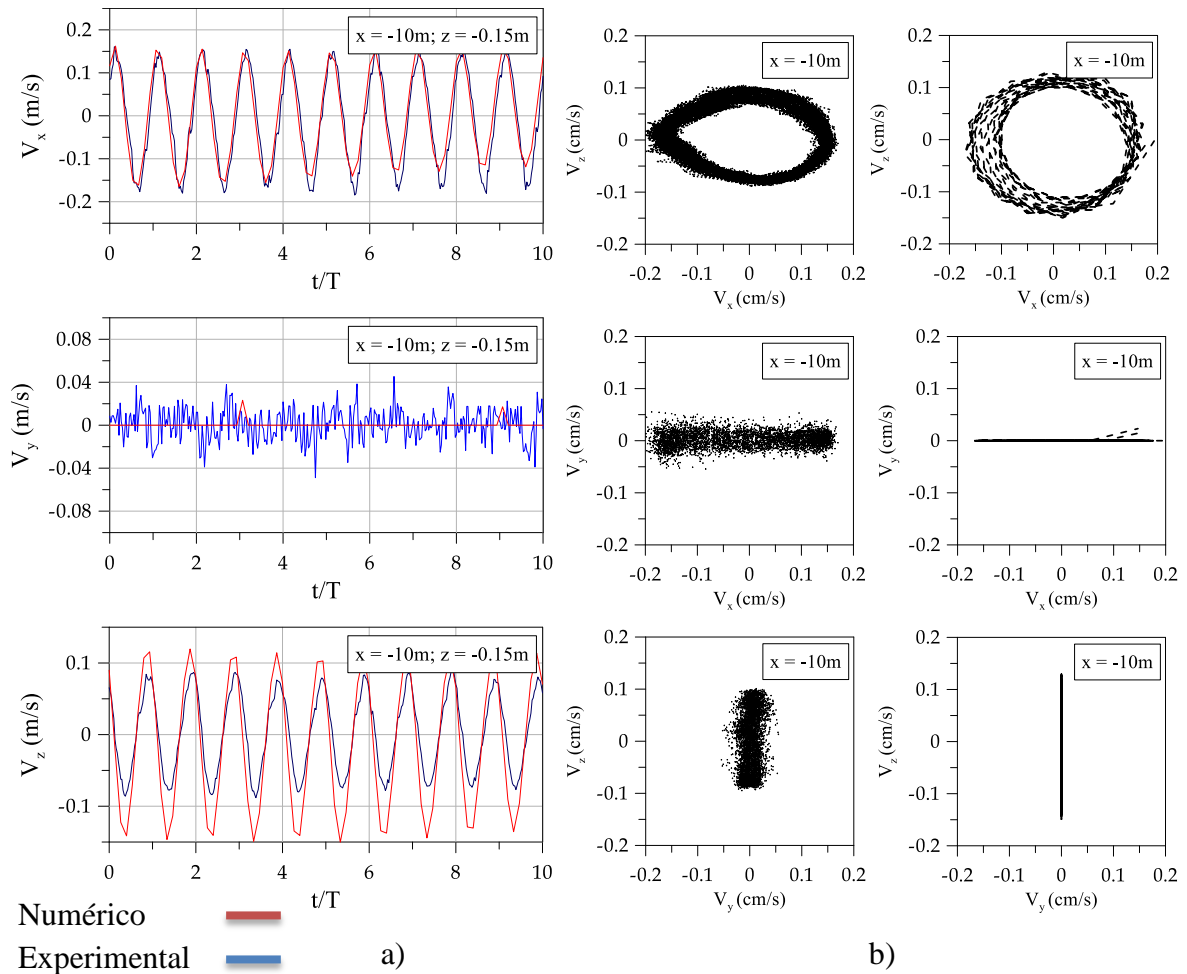 0.2
0.1
0
-0.1
-0.2
V_x (m/s)
x = -10m; z = -0.15m
0 2 4 6 8 10
t/T
0.08
0.04
0
-0.04
-0.08
V_y (m/s)
x = -10m; z = -0.15m
0 2 4 6 8 10
t/T
0.1
0
-0.1
V_z (m/s)
x = -10m; z = -0.15m
0 2 4 6 8 10
t/T
Numérico
Experimental
a)
0.2
0.1
0
-0.1
-0.2
V_z (cm/s)
x = -10m
-0.2 -0.1 0 0.1 0.2
V_x (cm/s)
0.2
0.1
0
-0.1
-0.2
V_z (cm/s)
x = -10m
-0.2 -0.1 0 0.1 0.2
V_x (cm/s)
0.2
0.1
0
-0.1
-0.2
V_y (cm/s)
x = -10m
-0.2 -0.1 0 0.1 0.2
V_x (cm/s)
0.2
0.1
0
-0.1
-0.2
V_y (cm/s)
x = -10m
-0.2 -0.1 0 0.1 0.2
V_x (cm/s)
0.2
0.1
0
-0.1
-0.2
V_z (cm/s)
x = -10m
-0.2 -0.1 0 0.1 0.2
V_y (cm/s)
0.2
0.1
0
-0.1
-0.2
V_z (cm/s)
x = -10m
-0.2 -0.1 0 0.1 0.2
V_y (cm/s)
b)